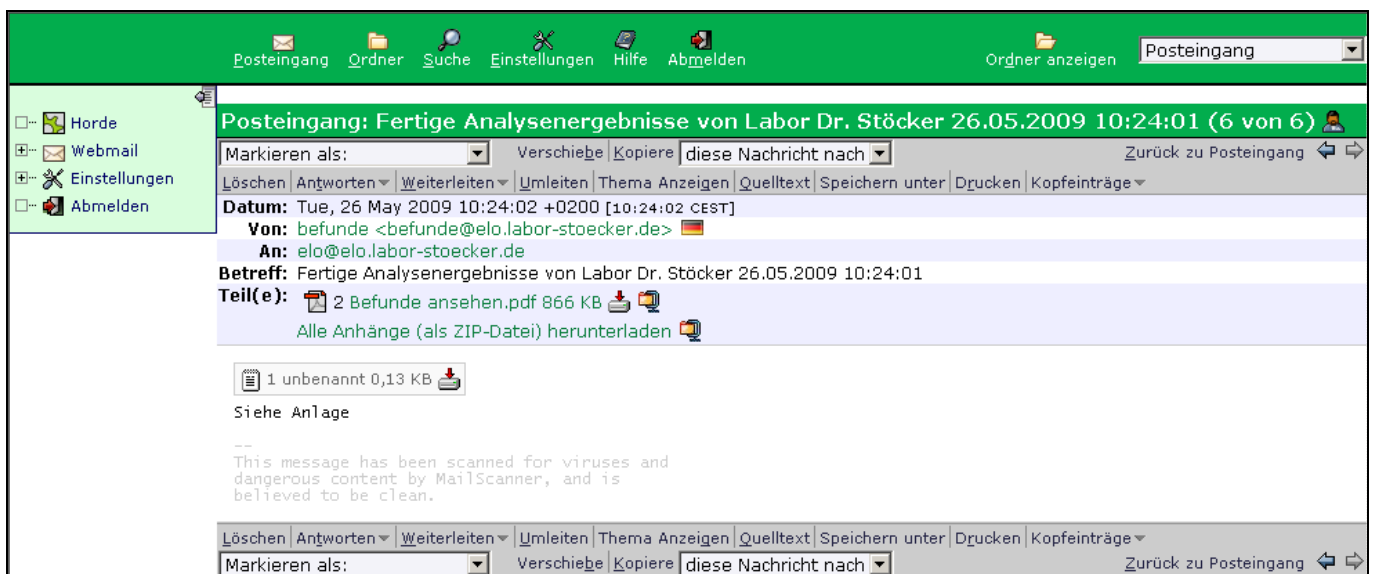 Posteingang Ordner Suche Einstellungen Hilfe Abmelden Ordner anzeigen Posteingang
Horde
Webmail
Einstellungen
Abmelden
Posteingang: Fertige Analysenergebnisse von Labor Dr. Stöcker 26.05.2009 10:24:01 (6 von 6)
Markieren als: Verschiebe Kopiere diese Nachricht nach Zurück zu Posteingang
Löschen Antworten Weiterleiten Umleiten Thema Anzeigen Quelltext Speichern unter Drucken Kopfeinträge
Datum: Tue, 26 May 2009 10:24:02 +0200 [10:24:02 CEST]
Von: befunde <befunde@elo.labor-stoecker.de>
An: elo@elo.labor-stoecker.de
Betreff: Fertige Analysenergebnisse von Labor Dr. Stöcker 26.05.2009 10:24:01
Teil(e): 2 Befunde ansehen.pdf 866 KB
Alle Anhänge (als ZIP-Datei) herunterladen
1 unbenannt 0,13 KB
Siehe Anlage
--
This message has been scanned for viruses and
dangerous content by MailScanner, and is
believed to be clean.
Löschen Antworten Weiterleiten Umleiten Thema Anzeigen Quelltext Speichern unter Drucken Kopfeinträge
Markieren als: Verschiebe Kopiere diese Nachricht nach Zurück zu Posteingang